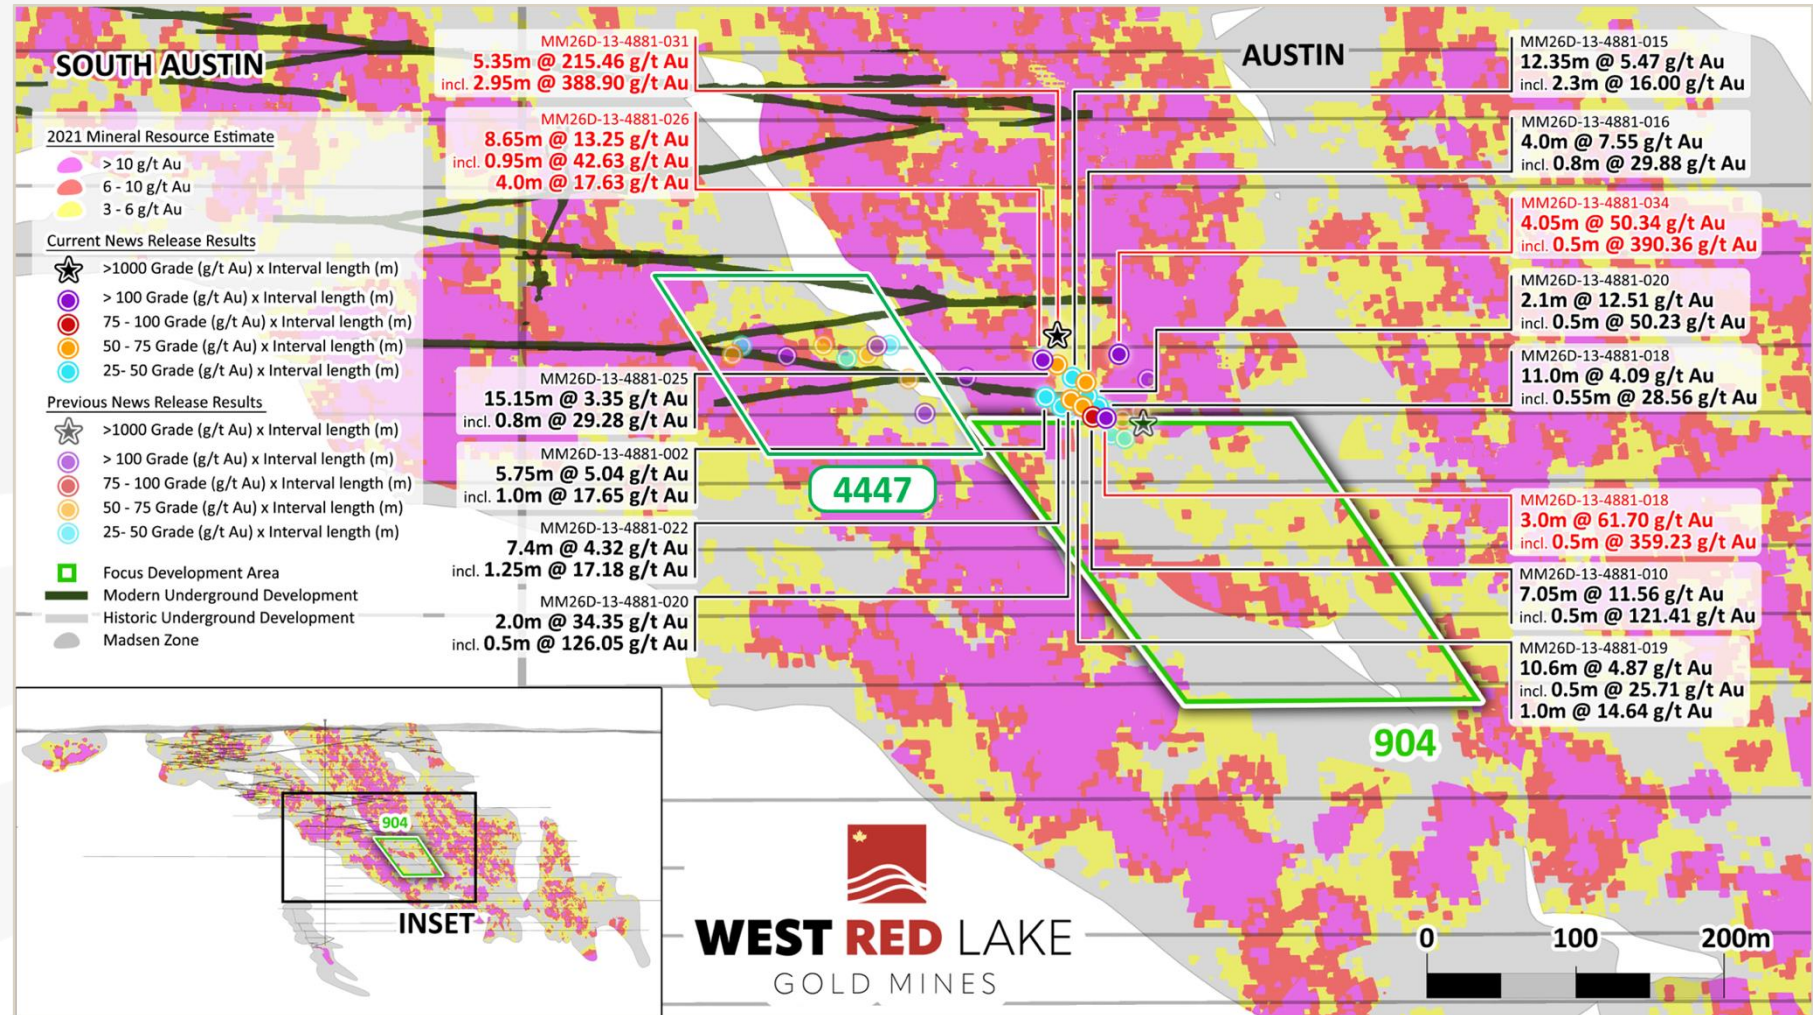 SOUTH AUSTIN
AUSTIN
2021 Mineral Resource Estimate
> 10 g/t Au
6 - 10 g/t Au
3 - 6 g/t Au
Current News Release Results
>1000 Grade (g/t Au) x Interval length (m)
> 100 Grade (g/t Au) x Interval length (m)
75 - 100 Grade (g/t Au) x Interval length (m)
50 - 75 Grade (g/t Au) x Interval length (m)
25- 50 Grade (g/t Au) x Interval length (m)
Previous News Release Results
>1000 Grade (g/t Au) x Interval length (m)
> 100 Grade (g/t Au) x Interval length (m)
75 - 100 Grade (g/t Au) x Interval length (m)
50 - 75 Grade (g/t Au) x Interval length (m)
25- 50 Grade (g/t Au) x Interval length (m)
Focus Development Area
Modern Underground Development
Historic Underground Development
Madsen Zone
MM26D-13-4881-031
5.35m @ 215.46 g/t Au
incl. 2.95m @ 388.90 g/t Au
MM26D-13-4881-026
8.65m @ 13.25 g/t Au
incl. 0.95m @ 42.63 g/t Au
4.0m @ 17.63 g/t Au
MM26D-13-4881-025
15.15m @ 3.35 g/t Au
incl. 0.8m @ 29.28 g/t Au
MM26D-13-4881-002
5.75m @ 5.04 g/t Au
incl. 1.0m @ 17.65 g/t Au
MM26D-13-4881-022
7.4m @ 4.32 g/t Au
incl. 1.25m @ 17.18 g/t Au
MM26D-13-4881-020
2.0m @ 34.35 g/t Au
incl. 0.5m @ 126.05 g/t Au
MM26D-13-4881-015
12.35m @ 5.47 g/t Au
incl. 2.3m @ 16.00 g/t Au
MM26D-13-4881-016
4.0m @ 7.55 g/t Au
incl. 0.8m @ 29.88 g/t Au
MM26D-13-4881-034
4.05m @ 50.34 g/t Au
incl. 0.5m @ 390.36 g/t Au
MM26D-13-4881-020
2.1m @ 12.51 g/t Au
incl. 0.5m @ 50.23 g/t Au
MM26D-13-4881-018
11.0m @ 4.09 g/t Au
incl. 0.55m @ 28.56 g/t Au
MM26D-13-4881-018
3.0m @ 61.70 g/t Au
incl. 0.5m @ 359.23 g/t Au
MM26D-13-4881-010
7.05m @ 11.56 g/t Au
incl. 0.5m @ 121.41 g/t Au
MM26D-13-4881-019
10.6m @ 4.87 g/t Au
incl. 0.5m @ 25.71 g/t Au
1.0m @ 14.64 g/t Au
4447
904
904
INSET
WEST RED LAKE
GOLD MINES
0 100 200m